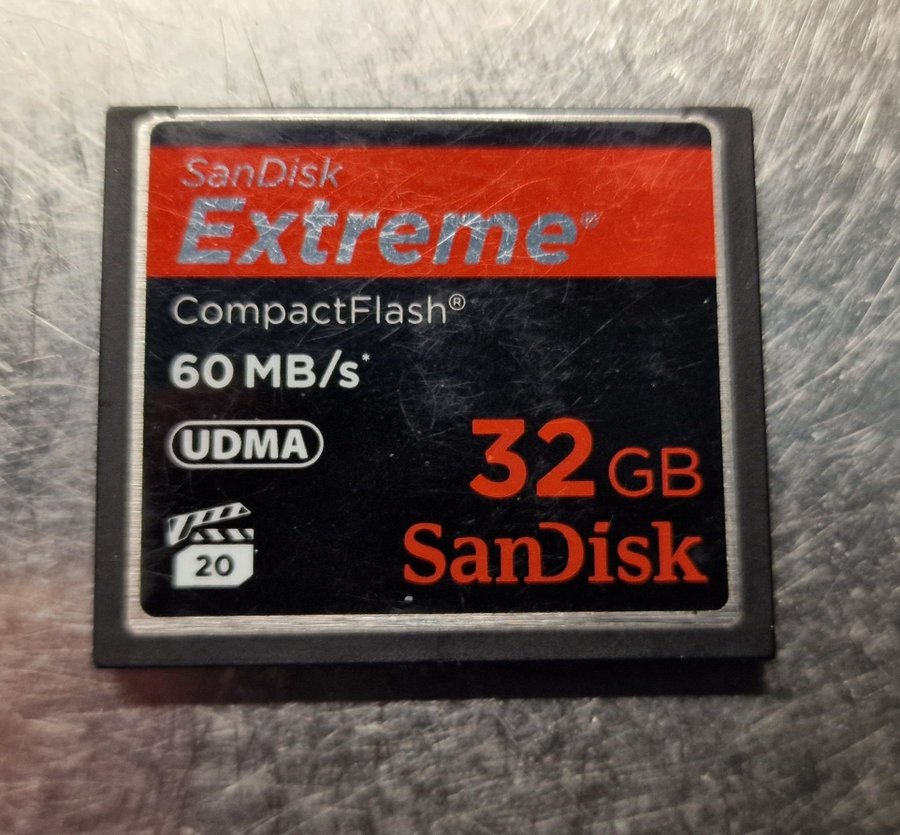 SanDisk
Extreme®
CompactFlash®
60 MB/s*
UDMA
32 GB
20
SanDisk